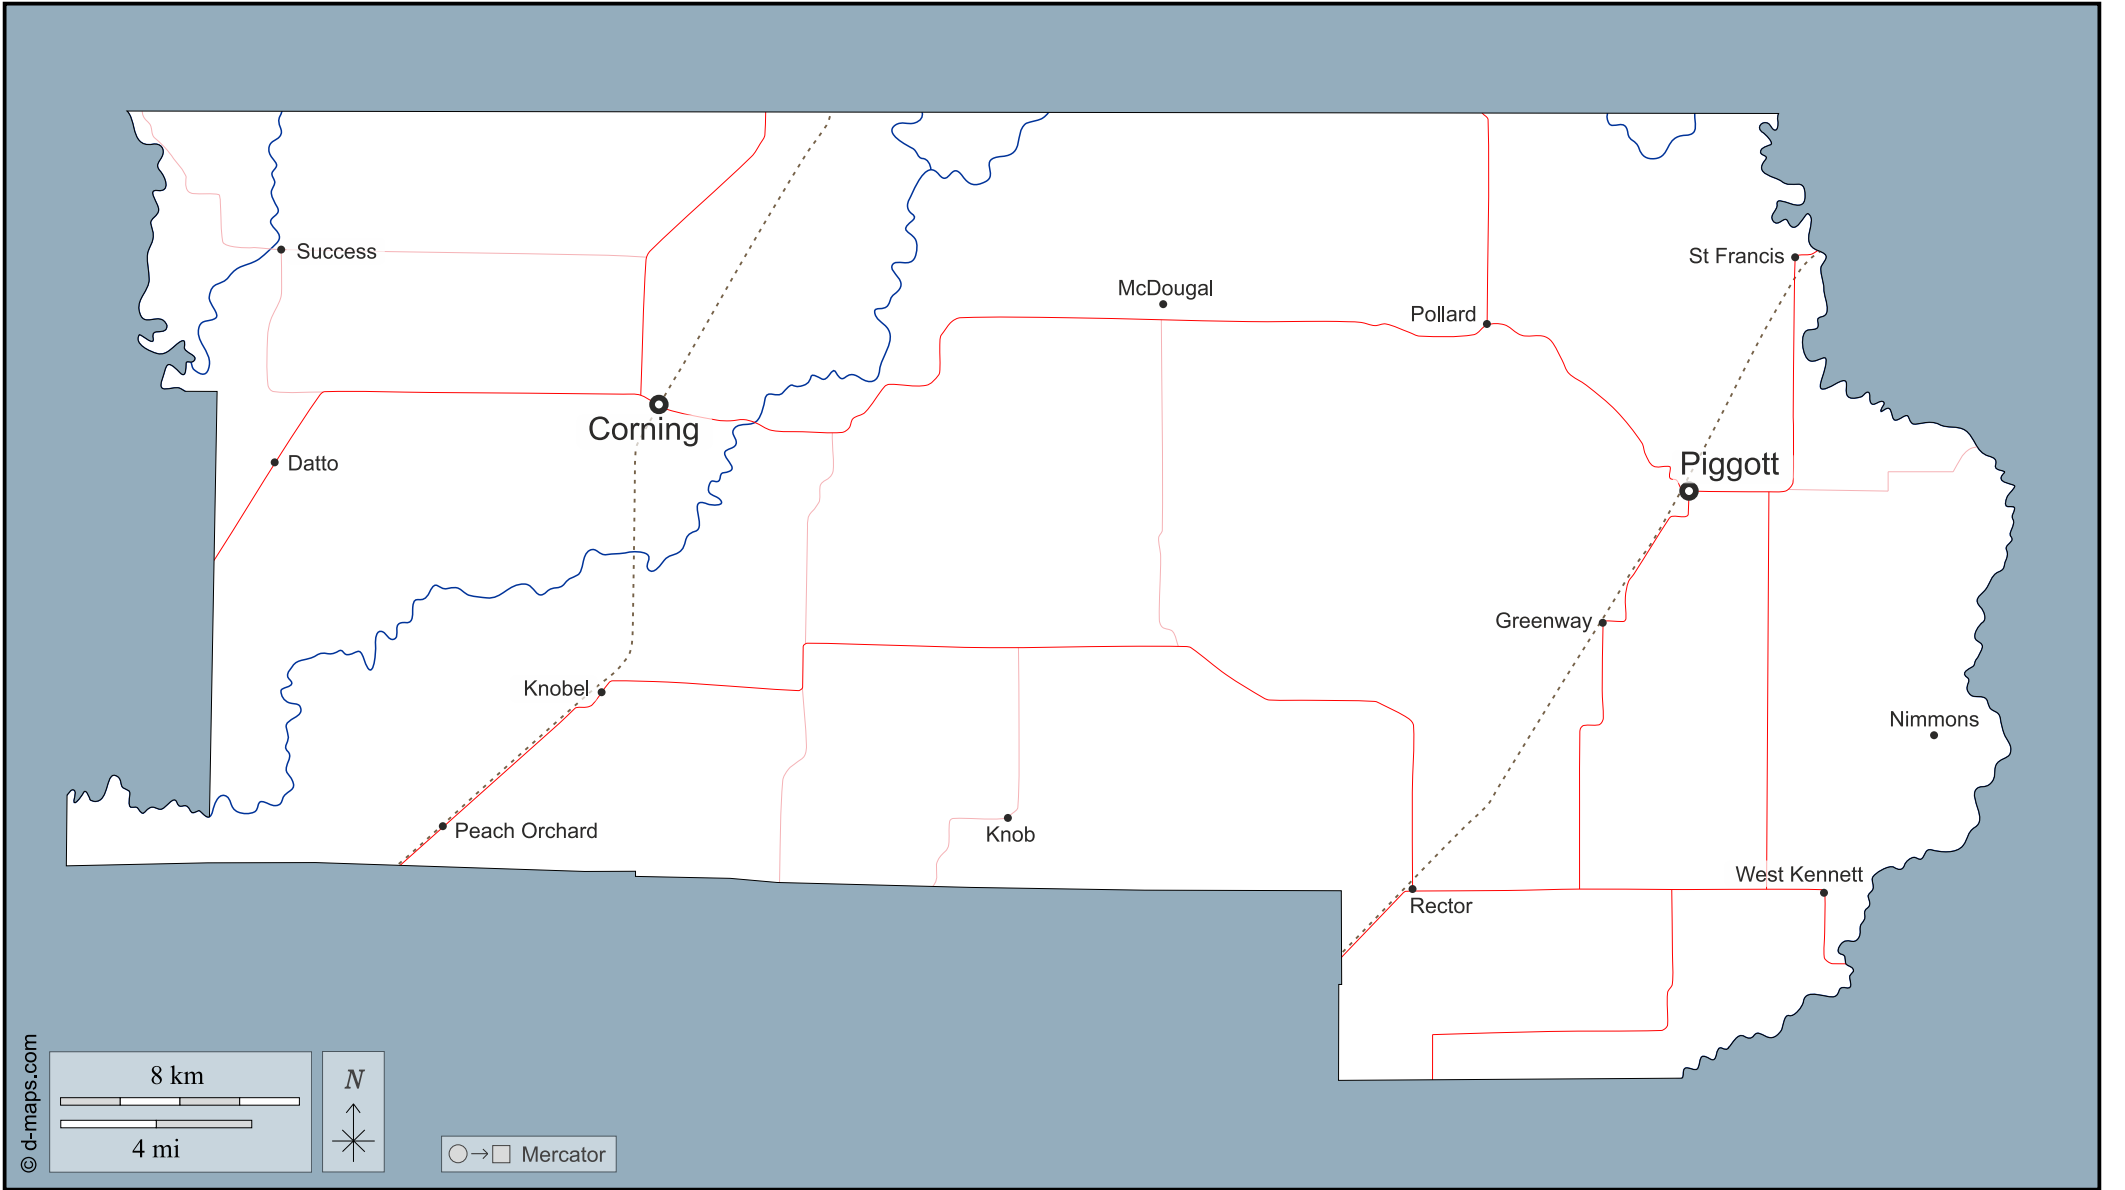 Success
St Francis
McDougal
Pollard
Corning
Datto
Piggott
Greenway
Knobel
Nimmons
Peach Orchard
Knob
West Kennett
Rector
© d-maps.com
8 km
4 mi
N
Mercator